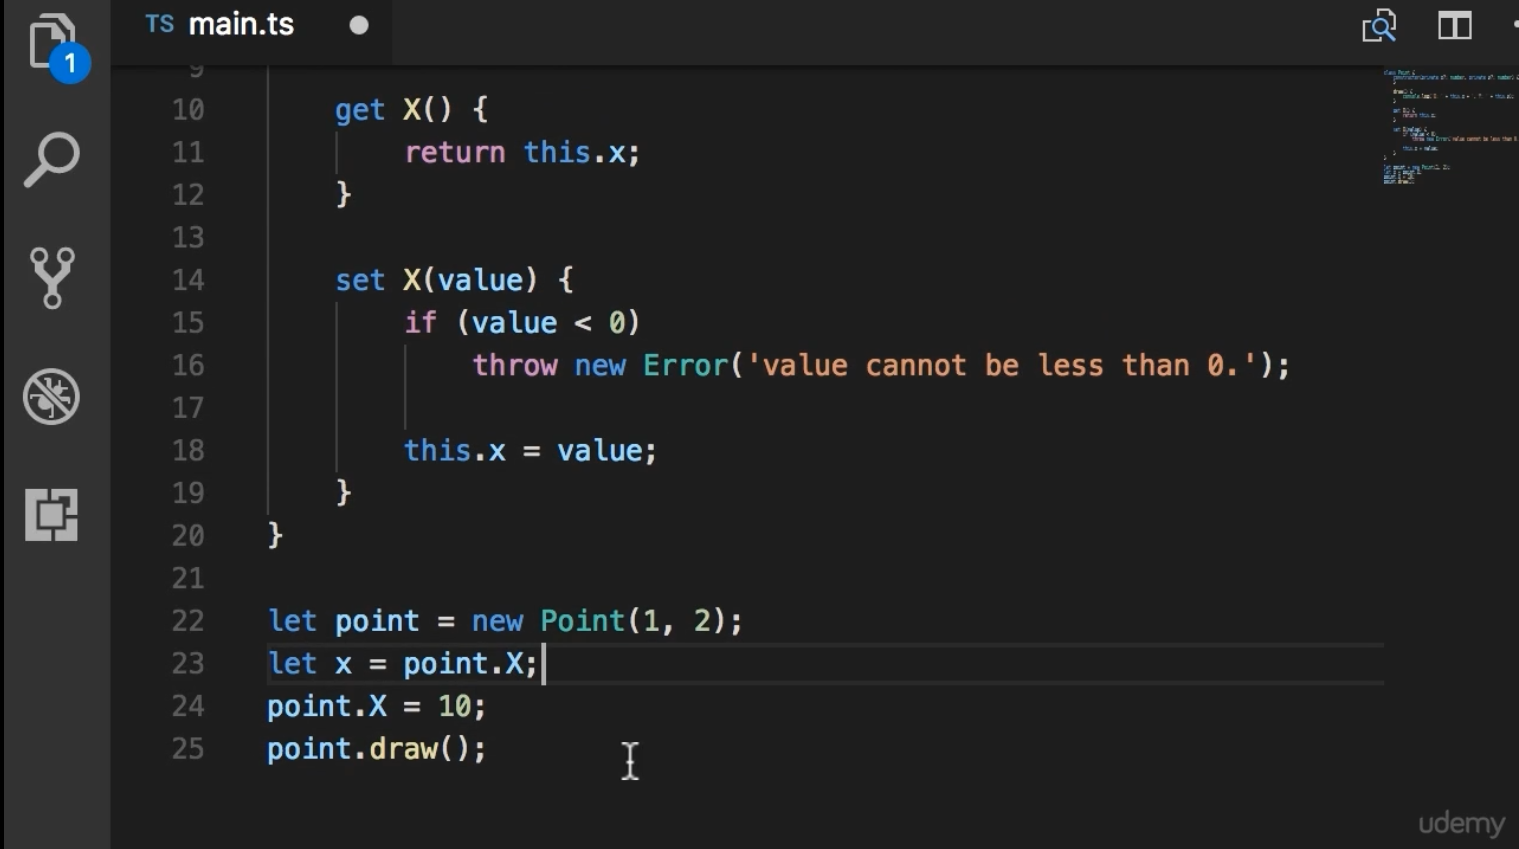 TS main.ts
1
9
10 get X() {
11 return this.x;
12 }
13
14 set X(value) {
15 if (value < 0)
16 throw new Error('value cannot be less than 0.');
17
18 this.x = value;
19 }
20 }
21
22 let point = new Point(1, 2);
23 let x = point.X;
24 point.X = 10;
25 point.draw();
udemy